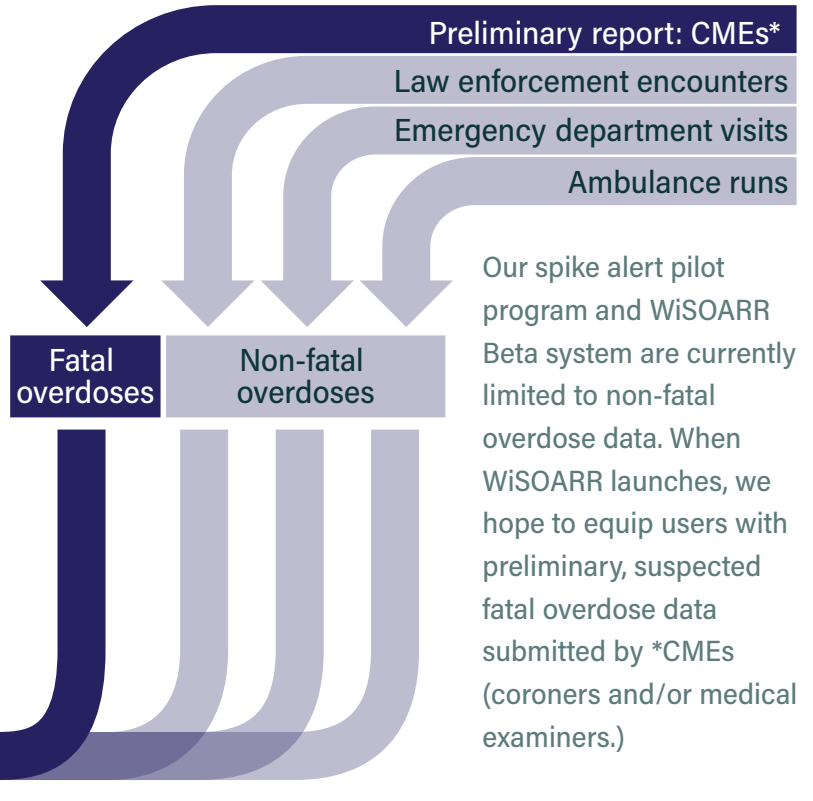 Preliminary report: CMEs*
Law enforcement encounters
Emergency department visits
Ambulance runs
Fatal
overdoses
Non-fatal
overdoses
Our spike alert pilot
program and WiSOARR
Beta system are currently
limited to non-fatal
overdose data. When
WiSOARR launches, we
hope to equip users with
preliminary, suspected
fatal overdose data
submitted by *CMEs
(coroners and/or medical
examiners.)